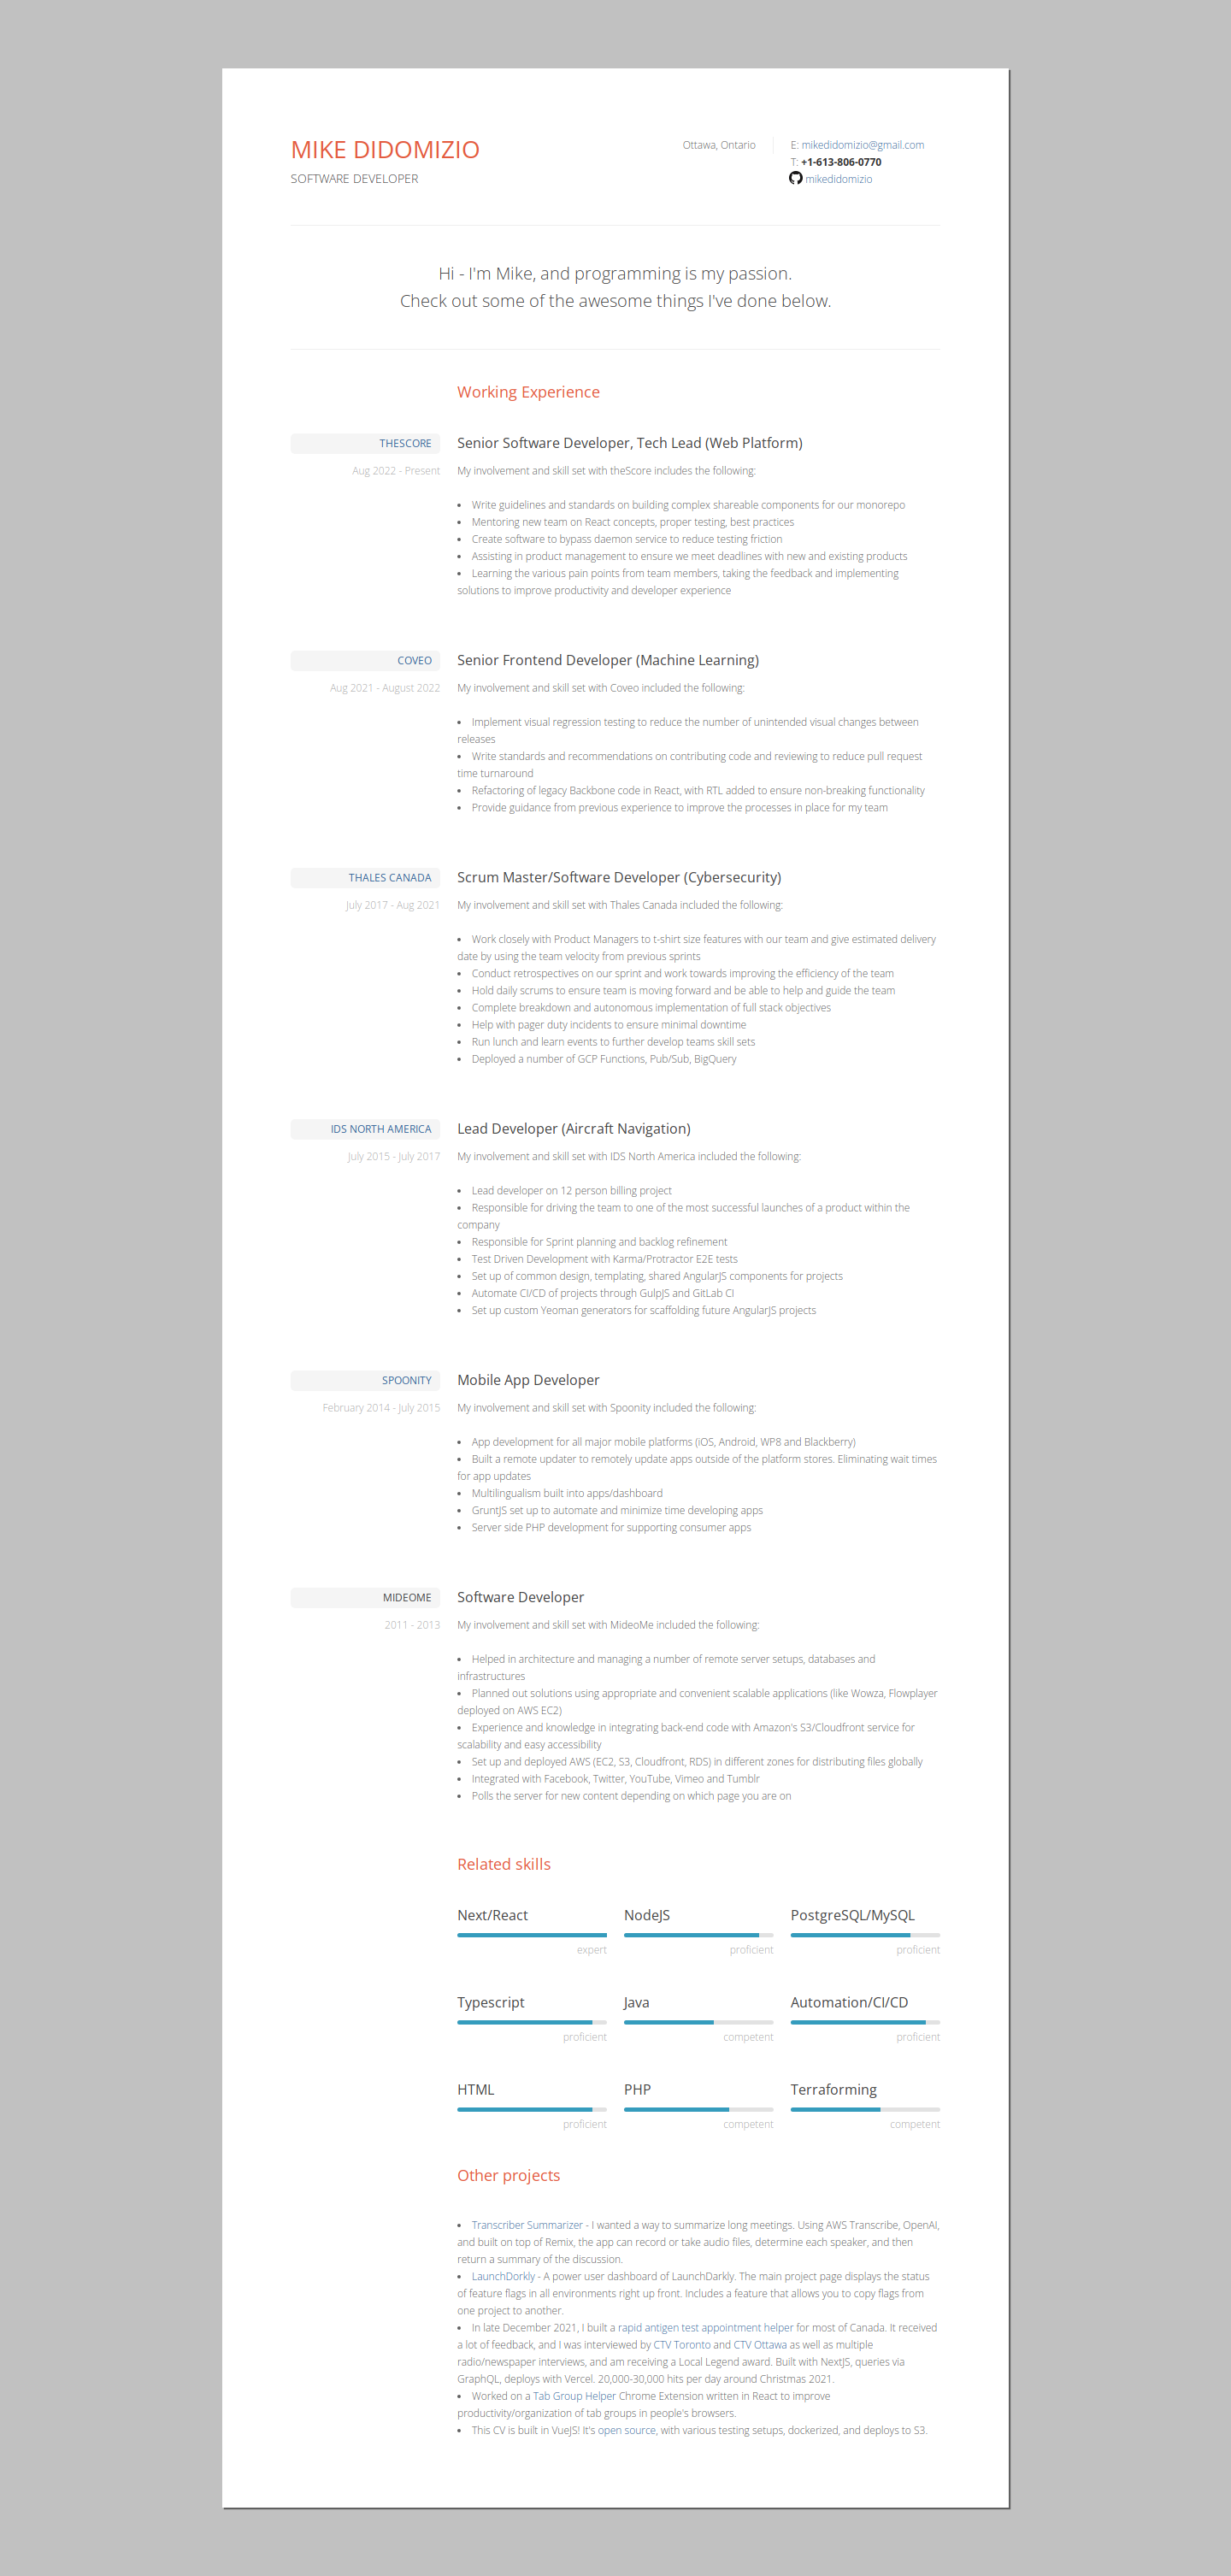 MIKE DIDOMIZIO
SOFTWARE DEVELOPER
Ottawa, Ontario
E: mikedidomizio@gmail.com
T: +1-613-806-0770
mikedidomizio
Hi - I'm Mike, and programming is my passion.
Check out some of the awesome things I've done below.
Working Experience
THESCORE
Aug 2022 - Present
Senior Software Developer, Tech Lead (Web Platform)
My involvement and skill set with theScore includes the following:
• Write guidelines and standards on building complex shareable components for our monorepo
• Mentoring new team on React concepts, proper testing, best practices
• Create software to bypass daemon service to reduce testing friction
• Assisting in product management to ensure we meet deadlines with new and existing products
• Learning the various pain points from team members, taking the feedback and implementing
solutions to improve productivity and developer experience
COVEO
Aug 2021 - August 2022
Senior Frontend Developer (Machine Learning)
My involvement and skill set with Coveo included the following:
• Implement visual regression testing to reduce the number of unintended visual changes between
releases
• Write standards and recommendations on contributing code and reviewing to reduce pull request
time turnaround
• Refactoring of legacy Backbone code in React, with RTL added to ensure non-breaking functionality
• Provide guidance from previous experience to improve the processes in place for my team
THALES CANADA
July 2017 - Aug 2021
Scrum Master/Software Developer (Cybersecurity)
My involvement and skill set with Thales Canada included the following:
• Work closely with Product Managers to t-shirt size features with our team and give estimated delivery
date by using the team velocity from previous sprints
• Conduct retrospectives on our sprint and work towards improving the efficiency of the team
• Hold daily scrums to ensure team is moving forward and be able to help and guide the team
• Complete breakdown and autonomous implementation of full stack objectives
• Help with pager duty incidents to ensure minimal downtime
• Run lunch and learn events to further develop teams skill sets
• Deployed a number of GCP Functions, Pub/Sub, BigQuery
IDS NORTH AMERICA
July 2015 - July 2017
Lead Developer (Aircraft Navigation)
My involvement and skill set with IDS North America included the following:
• Lead developer on 12 person billing project
• Responsible for driving the team to one of the most successful launches of a product within the
company
• Responsible for Sprint planning and backlog refinement
• Test Driven Development with Karma/Protractor E2E tests
• Set up of common design, templating, shared AngularJS components for projects
• Automate CI/CD of projects through GulpJS and GitLab CI
• Set up custom Yeoman generators for scaffolding future AngularJS projects
SPOONITY
February 2014 - July 2015
Mobile App Developer
My involvement and skill set with Spoonity included the following:
• App development for all major mobile platforms (iOS, Android, WP8 and Blackberry)
• Built a remote updater to remotely update apps outside of the platform stores. Eliminating wait times
for app updates
• Multilingualism built into apps/dashboard
• GruntJS set up to automate and minimize time developing apps
• Server side PHP development for supporting consumer apps
MIDEOME
2011 - 2013
Software Developer
My involvement and skill set with MideoMe included the following:
• Helped in architecture and managing a number of remote server setups, databases and
infrastructures
• Planned out solutions using appropriate and convenient scalable applications (like Wowza, Flowplayer
deployed on AWS EC2)
• Experience and knowledge in integrating back-end code with Amazon's S3/Cloudfront service for
scalability and easy accessibility
• Set up and deployed AWS (EC2, S3, Cloudfront, RDS) in different zones for distributing files globally
• Integrated with Facebook, Twitter, YouTube, Vimeo and Tumblr
• Polls the server for new content depending on which page you are on
Related skills
Next/React
expert
NodeJS
proficient
PostgreSQL/MySQL
proficient
Typescript
proficient
Java
competent
Automation/CI/CD
proficient
HTML
proficient
PHP
competent
Terraforming
competent
Other projects
• Transcriber Summarizer - I wanted a way to summarize long meetings. Using AWS Transcribe, OpenAI,
and built on top of Remix, the app can record or take audio files, determine each speaker, and then
return a summary of the discussion.
• LaunchDorkly - A power user dashboard of LaunchDarkly. The main project page displays the status
of feature flags in all environments right up front. Includes a feature that allows you to copy flags from
one project to another.
• In late December 2021, I built a rapid antigen test appointment helper for most of Canada. It received
a lot of feedback, and I was interviewed by CTV Toronto and CTV Ottawa as well as multiple
radio/newspaper interviews, and am receiving a Local Legend award. Built with NextJS, queries via
GraphQL, deploys with Vercel. 20,000-30,000 hits per day around Christmas 2021.
• Worked on a Tab Group Helper Chrome Extension written in React to improve
productivity/organization of tab groups in people's browsers.
• This CV is built in VueJS! It's open source, with various testing setups, dockerized, and deploys to S3.